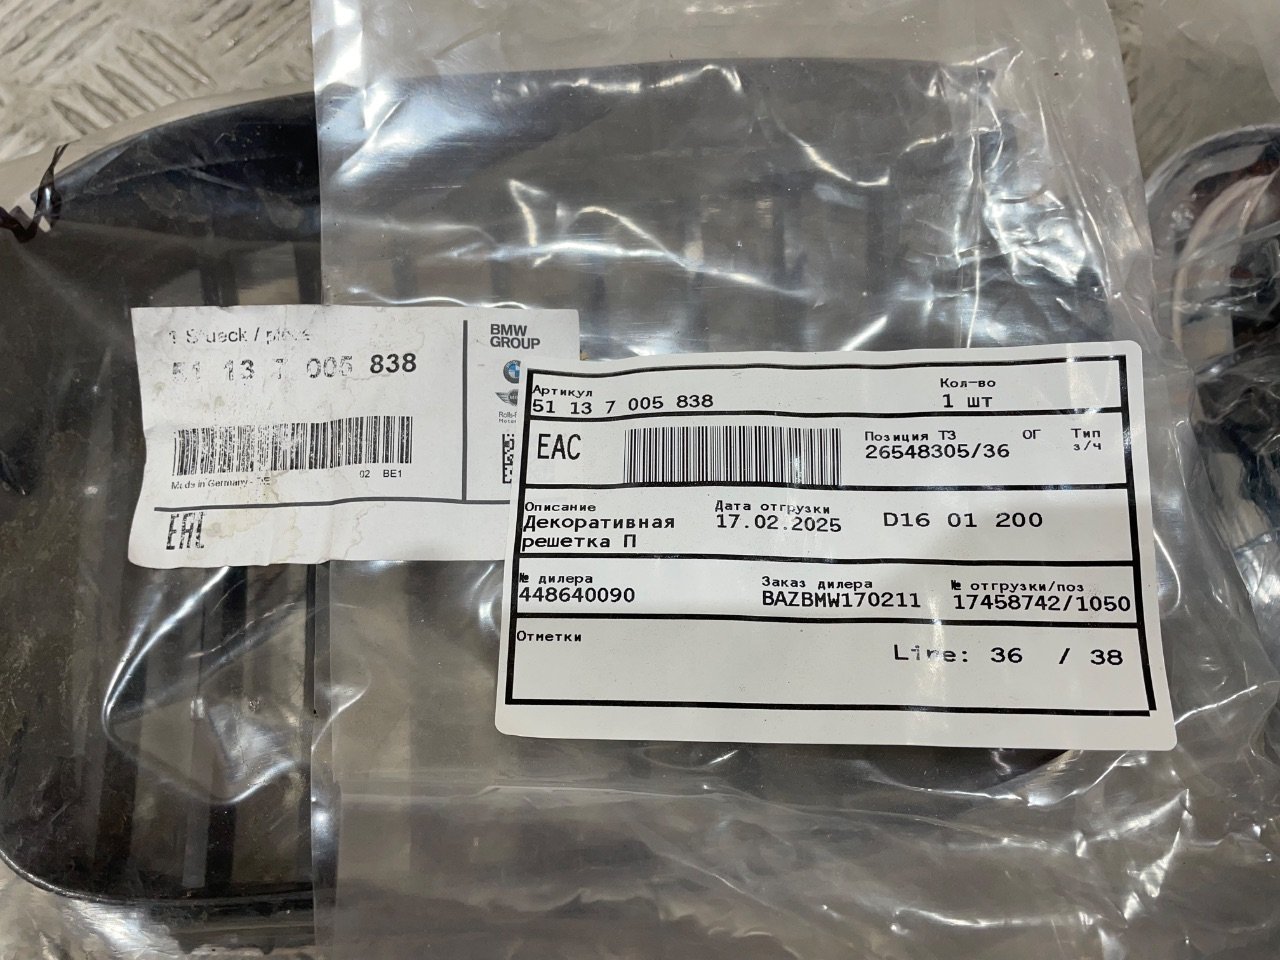 1 Stueck / pièce
51 13 7 005 838
BMW
GROUP
Made in Germany - DE
02 BE1
EAC
Артикул
51 13 7 005 838
Кол-во
1 шт
EAC
Позиция ТЗ
26548305/36
ОГ
Тип
з/ч
Описание
Декоративная
решетка П
Дата отгрузки
17.02.2025
D16 01 200
№ дилера
448640090
Заказ дилера
BAZBMW170211
№ отгрузки/поз
17458742/1050
Отметки
Line: 36 / 38